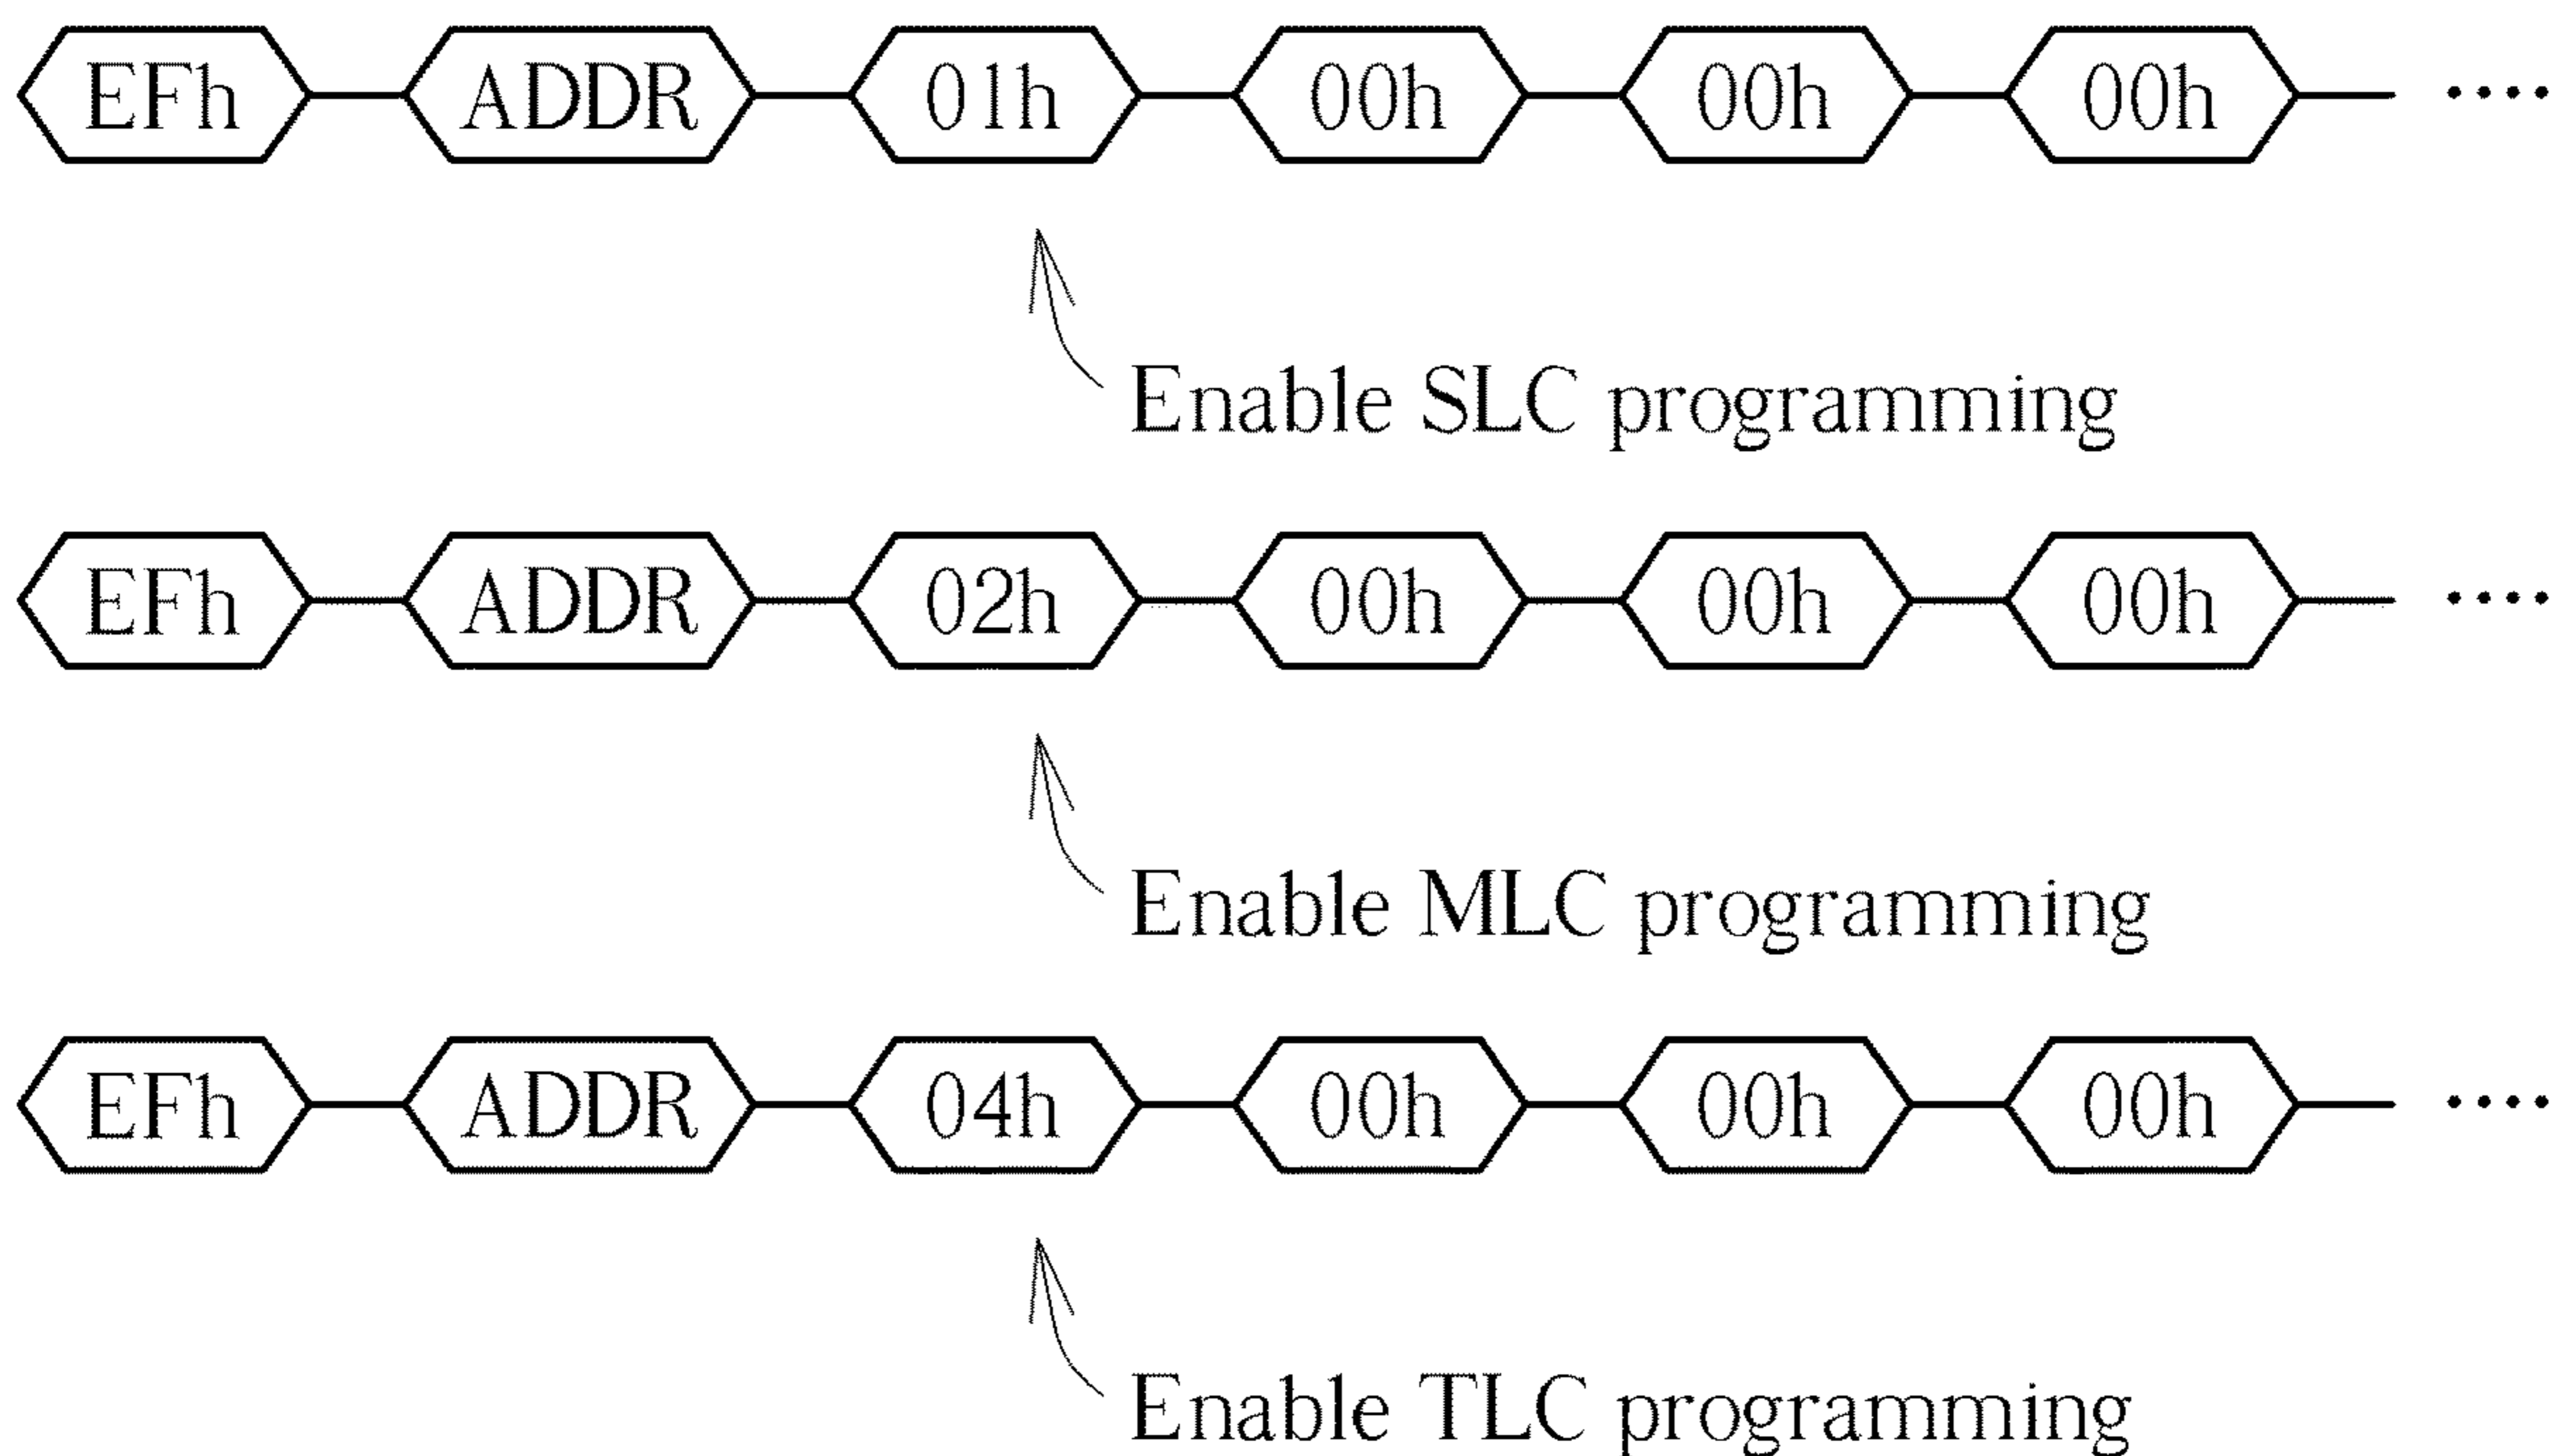 EFh ADDR 01h 00h 00h 00h ....
Enable SLC programming
EFh ADDR 02h 00h 00h 00h ....
Enable MLC programming
EFh ADDR 04h 00h 00h 00h ....
Enable TLC programming